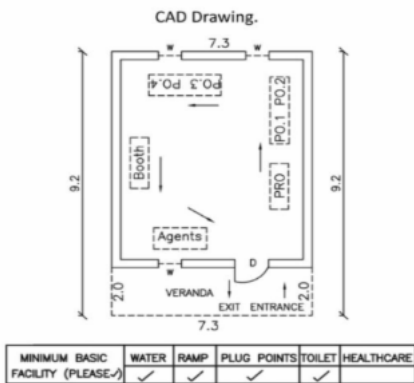 CAD Drawing.
7.3
W
W
PO.3 PO.4
PO.1 PO.2
9.2
9.2
Booth
PRO
Agents
W
D
2.0
VERANDA
EXIT
ENTRANCE
2.0
7.3
MINIMUM BASIC FACILITY (PLEASE✓)
WATER
RAMP
PLUG POINTS
TOILET
HEALTHCARE
✓
✓
✓
✓